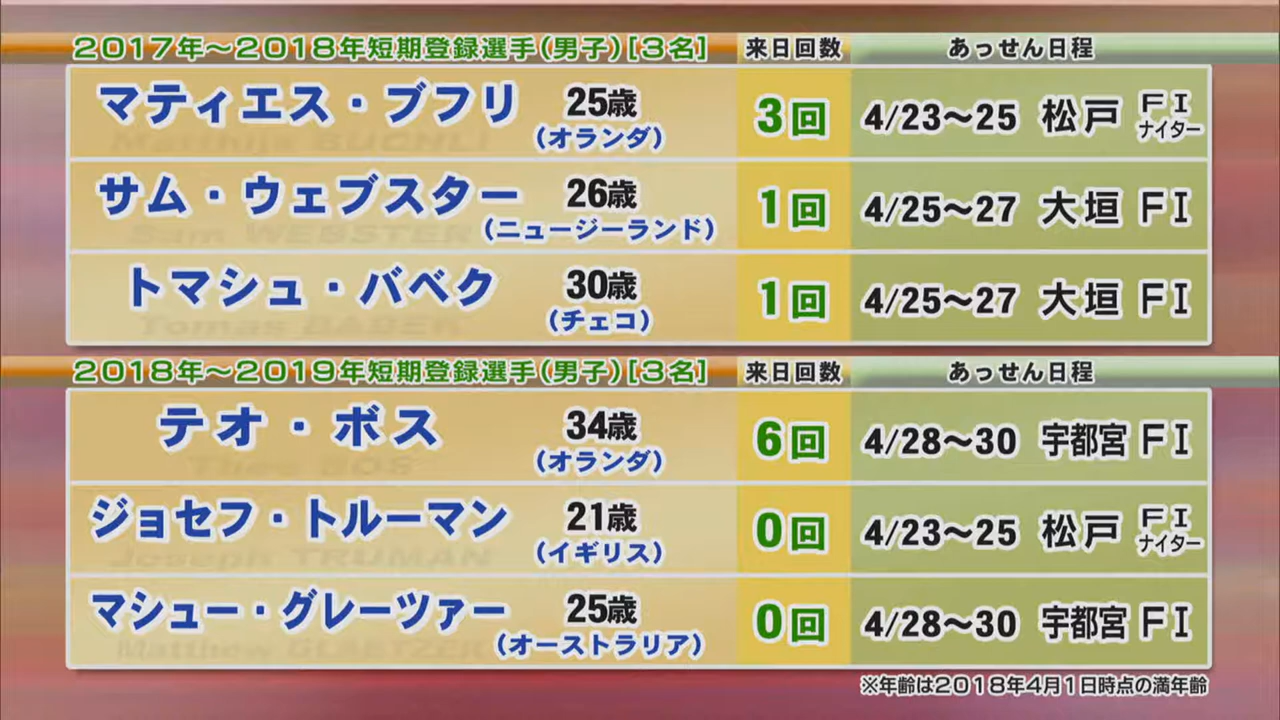 2017年～2018年短期登録選手(男子)[3名] 来日回数 あっせん日程
マティエス・ブフリ 25歳 (オランダ) 3回 4/23～25 松戸 FI ナイター
サム・ウェブスター 26歳 (ニュージーランド) 1回 4/25～27 大垣 FI
トマシュ・バベク 30歳 (チェコ) 1回 4/25～27 大垣 FI
2018年～2019年短期登録選手(男子)[3名] 来日回数 あっせん日程
テオ・ボス 34歳 (オランダ) 6回 4/28～30 宇都宮 FI
ジョセフ・トルーマン 21歳 (イギリス) 0回 4/23～25 松戸 FI ナイター
マシュー・グレーツァー 25歳 (オーストラリア) 0回 4/28～30 宇都宮 FI
※年齢は2018年4月1日時点の満年齢